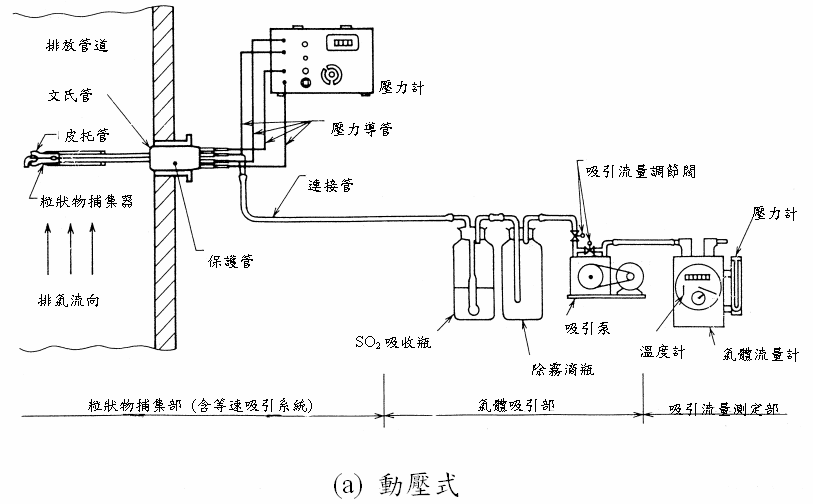 排放管道
文氏管
皮托管
粒狀物捕集器
排氣流向
保護管
壓力計
壓力導管
連接管
吸引流量調節閥
壓力計
SO₂吸收瓶
除霧滴瓶
吸引泵
溫度計
氣體流量計
粒狀物捕集部 (含等速吸引系統)
氣體吸引部
吸引流量測定部
(a) 動壓式